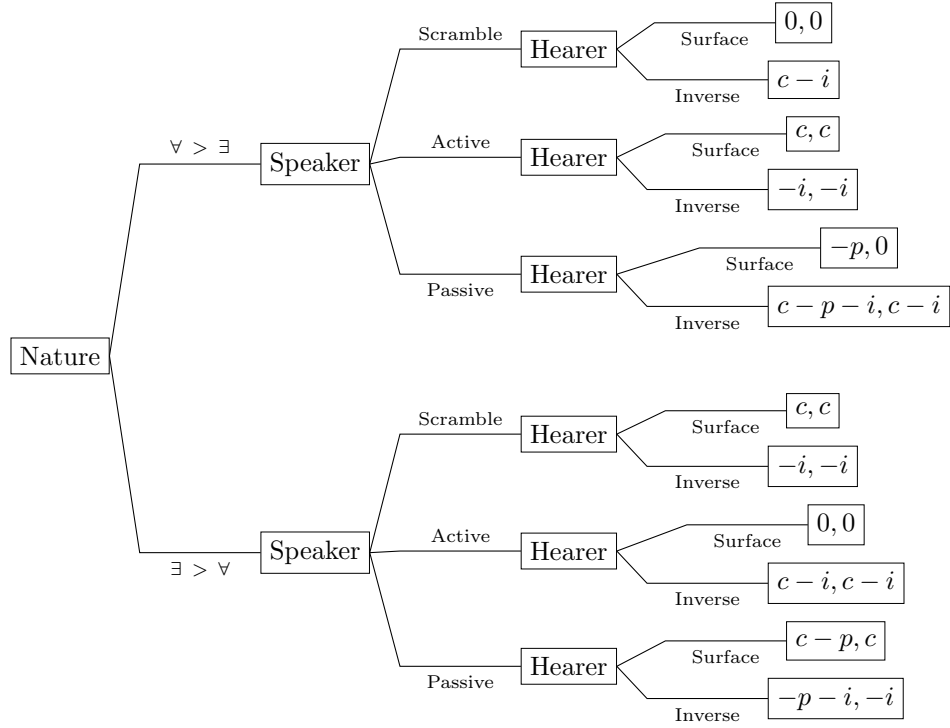 Nature
∀ > ∃
Speaker
Scramble
Hearer
Surface
0, 0
Inverse
c − i
Active
Hearer
Surface
c, c
Inverse
−i, −i
Passive
Hearer
Surface
−p, 0
Inverse
c − p − i, c − i
∃ < ∀
Speaker
Scramble
Hearer
Surface
c, c
Inverse
−i, −i
Active
Hearer
Surface
0, 0
Inverse
c − i, c − i
Passive
Hearer
Surface
c − p, c
Inverse
−p − i, −i